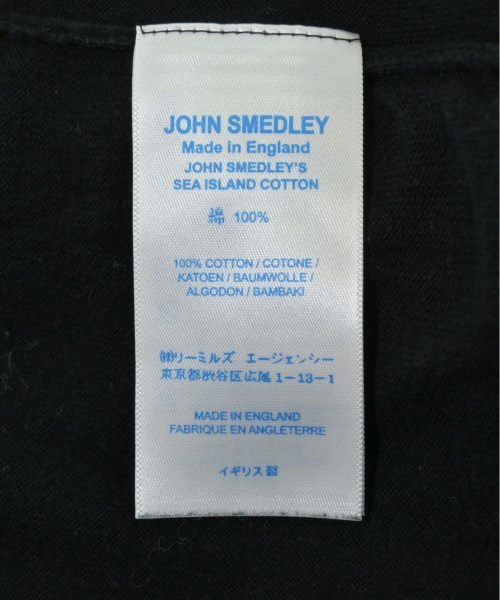 JOHN SMEDLEY
Made in England
JOHN SMEDLEY'S
SEA ISLAND COTTON
綿 100%
100% COTTON / COTONE /
KATOEN / BAUMWOLLE /
ALGODON / BAMBAKI
㈱リーミルズ エージェンシー
東京都渋谷区広尾1-13-1
MADE IN ENGLAND
FABRIQUE EN ANGLETERRE
イギリス製